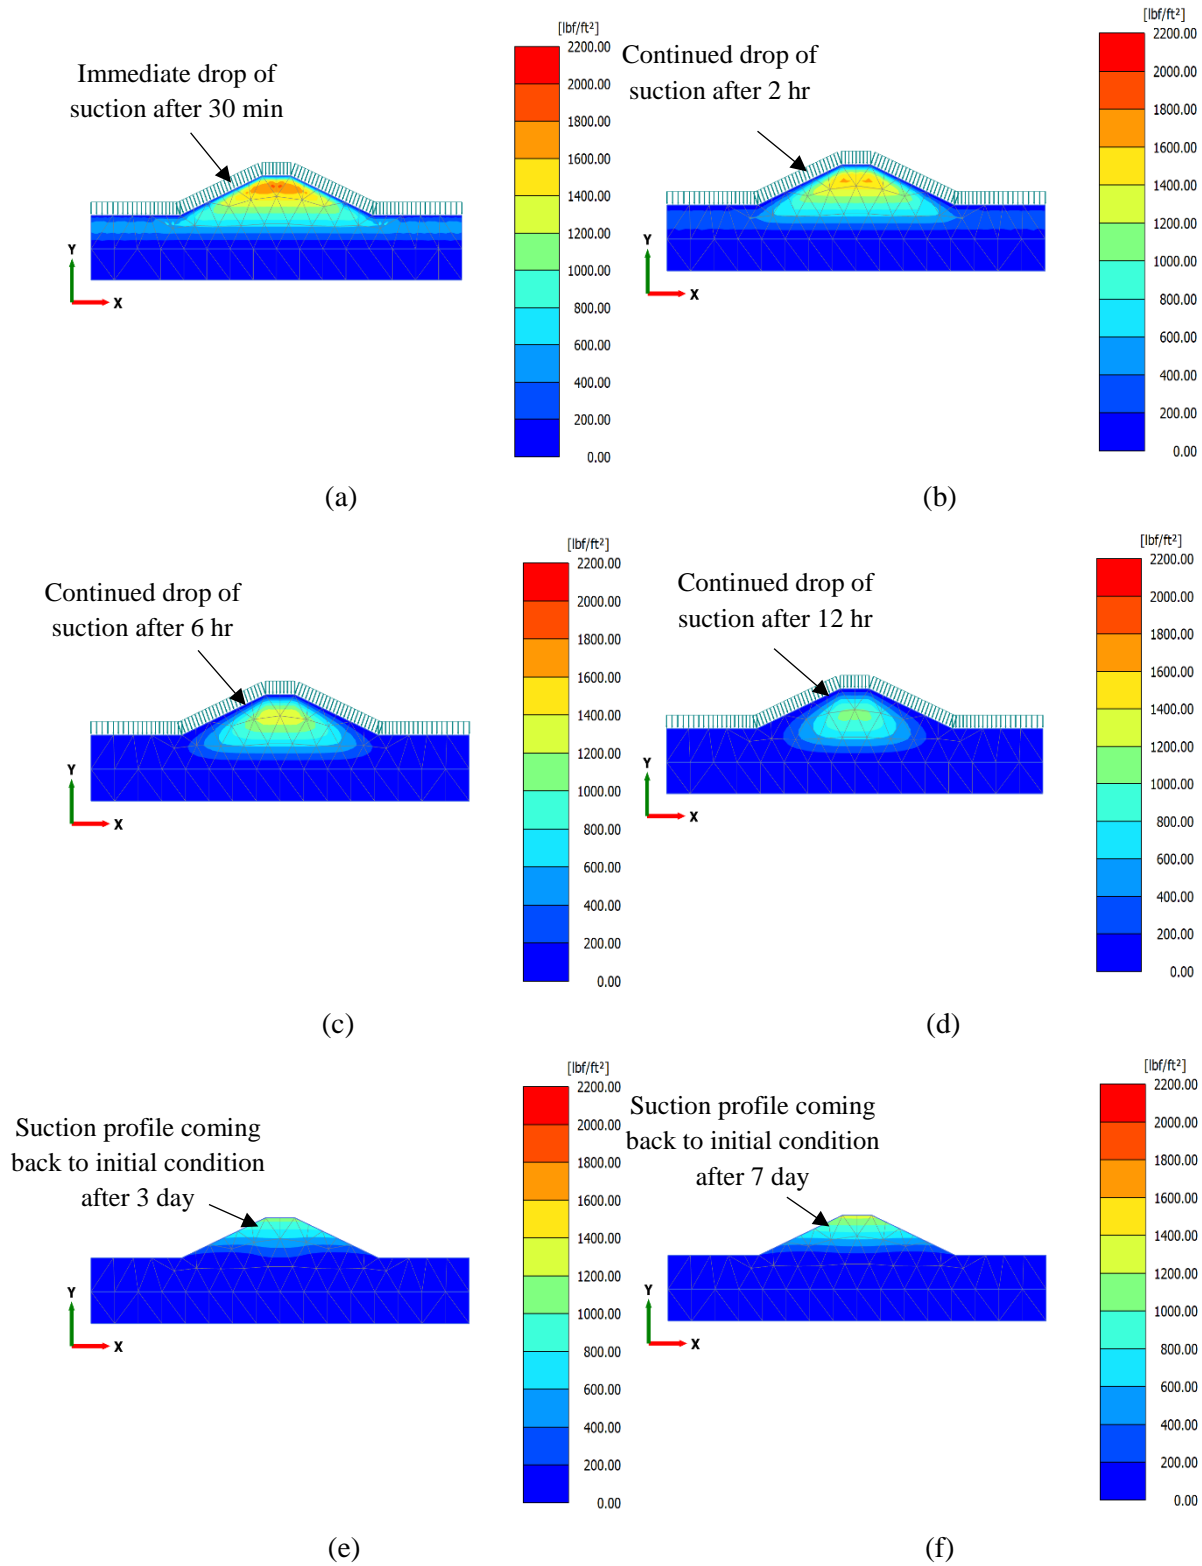 [lbf/ft²]
2200.00
2000.00
1800.00
1600.00
1400.00
1200.00
1000.00
800.00
600.00
400.00
200.00
0.00
Immediate drop of
suction after 30 min
Y
X
(a)
[lbf/ft²]
2200.00
2000.00
1800.00
1600.00
1400.00
1200.00
1000.00
800.00
600.00
400.00
200.00
0.00
Continued drop of
suction after 2 hr
Y
X
(b)
[lbf/ft²]
2200.00
2000.00
1800.00
1600.00
1400.00
1200.00
1000.00
800.00
600.00
400.00
200.00
0.00
Continued drop of
suction after 6 hr
Y
X
(c)
[lbf/ft²]
2200.00
2000.00
1800.00
1600.00
1400.00
1200.00
1000.00
800.00
600.00
400.00
200.00
0.00
Continued drop of
suction after 12 hr
Y
X
(d)
[lbf/ft²]
2200.00
2000.00
1800.00
1600.00
1400.00
1200.00
1000.00
800.00
600.00
400.00
200.00
0.00
Suction profile coming
back to initial condition
after 3 day
Y
X
(e)
[lbf/ft²]
2200.00
2000.00
1800.00
1600.00
1400.00
1200.00
1000.00
800.00
600.00
400.00
200.00
0.00
Suction profile coming
back to initial condition
after 7 day
Y
X
(f)